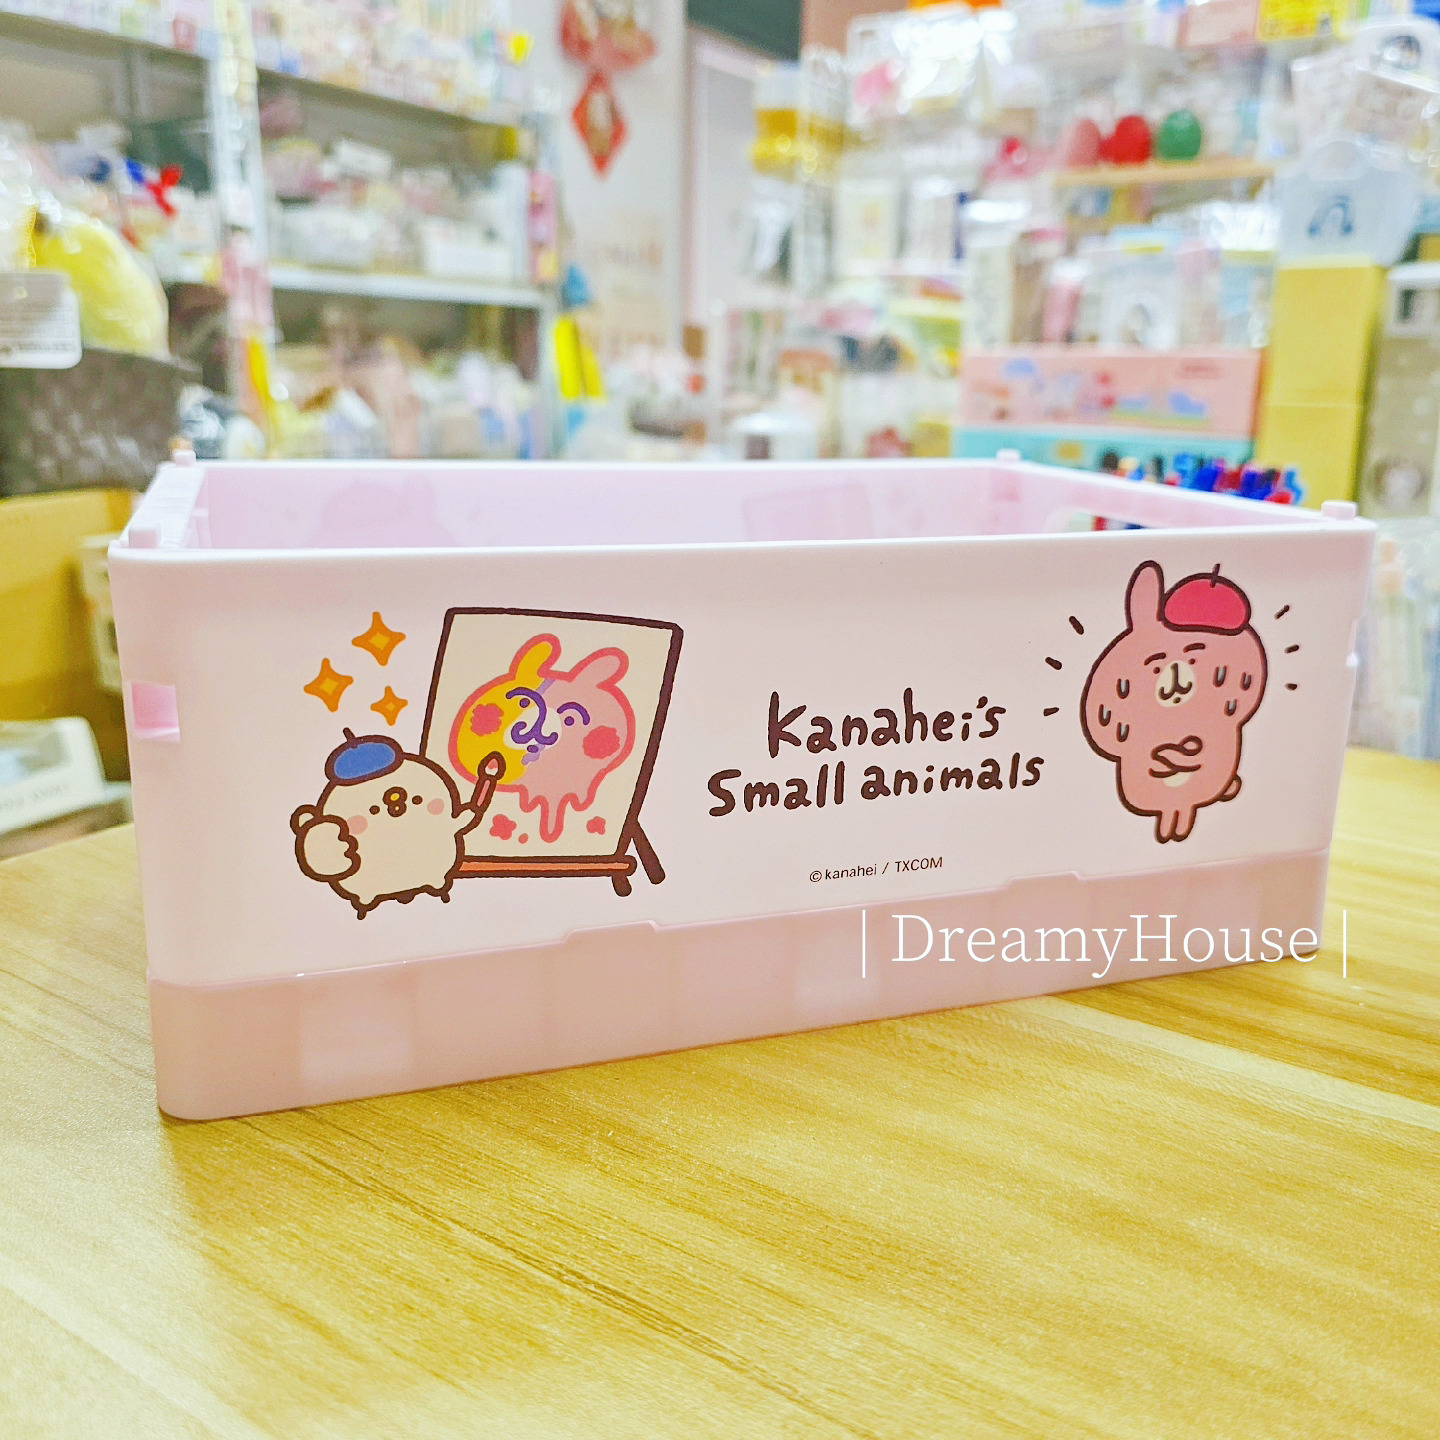 Kanahei's
Small animals
©kanahei / TXCOM
| DreamyHouse |